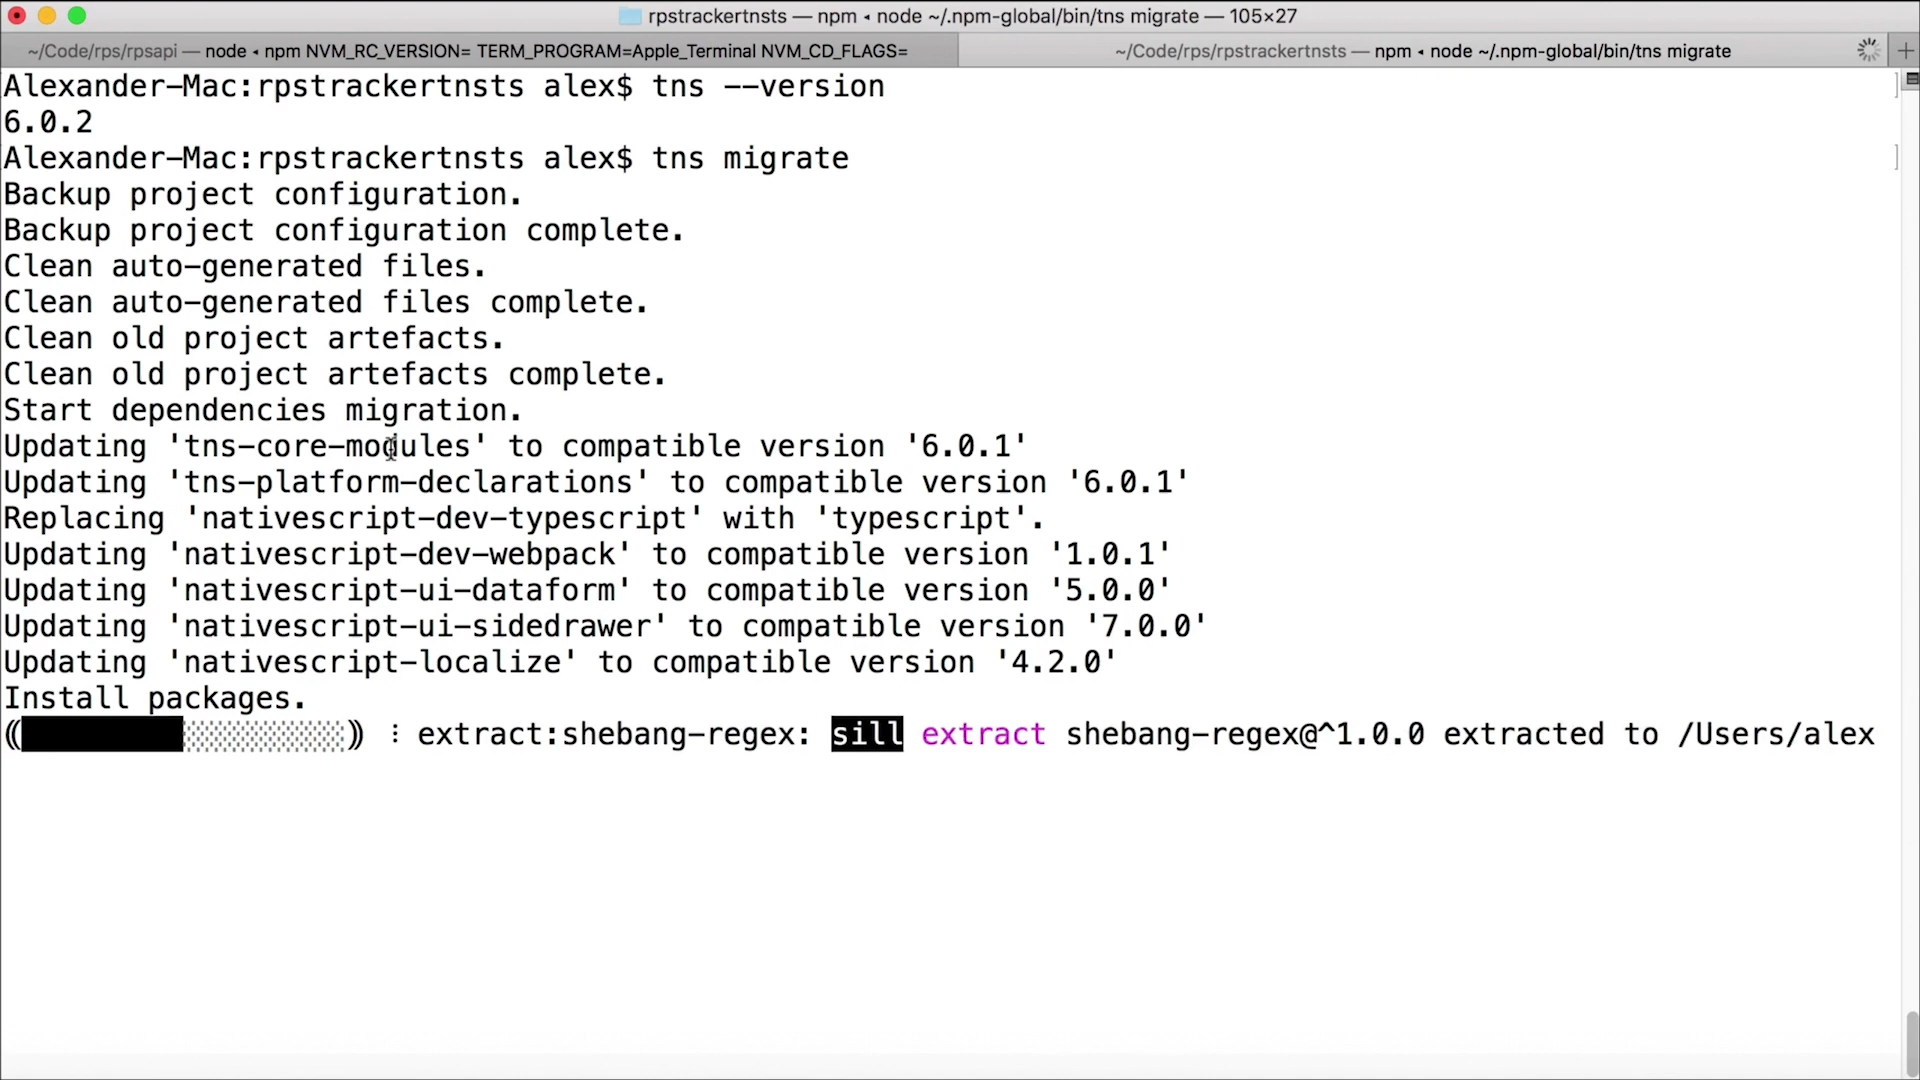 rpstrackertnsts — npm ◂ node ~/.npm-global/bin/tns migrate — 105×27
~/Code/rps/rpsapi — node ◂ npm NVM_RC_VERSION= TERM_PROGRAM=Apple_Terminal NVM_CD_FLAGS=
~/Code/rps/rpstrackertnsts — npm ◂ node ~/.npm-global/bin/tns migrate
Alexander-Mac:rpstrackertnsts alex$ tns --version
6.0.2
Alexander-Mac:rpstrackertnsts alex$ tns migrate
Backup project configuration.
Backup project configuration complete.
Clean auto-generated files.
Clean auto-generated files complete.
Clean old project artefacts.
Clean old project artefacts complete.
Start dependencies migration.
Updating 'tns-core-modules' to compatible version '6.0.1'
Updating 'tns-platform-declarations' to compatible version '6.0.1'
Replacing 'nativescript-dev-typescript' with 'typescript'.
Updating 'nativescript-dev-webpack' to compatible version '1.0.1'
Updating 'nativescript-ui-dataform' to compatible version '5.0.0'
Updating 'nativescript-ui-sidedrawer' to compatible version '7.0.0'
Updating 'nativescript-localize' to compatible version '4.2.0'
Install packages.
⸨██████████░░░░░░░░⸩ ⫶ extract:shebang-regex: sill extract shebang-regex@^1.0.0 extracted to /Users/alex